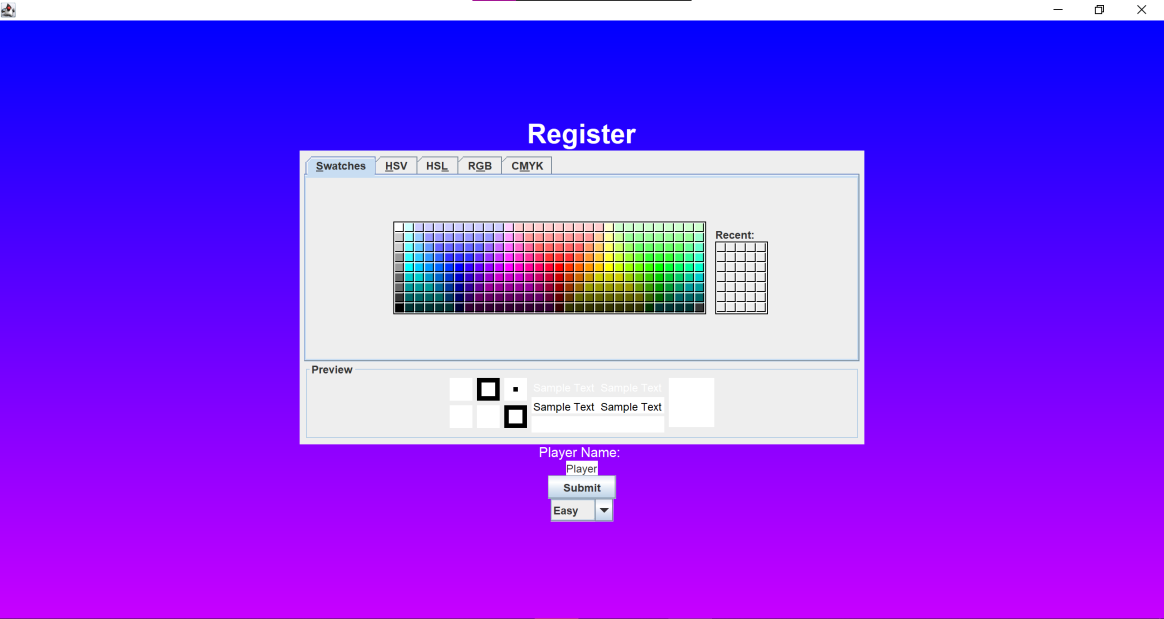 Register
Swatches HSV HSL RGB CMYK
Recent:
Preview
Sample Text Sample Text
Sample Text Sample Text
Player Name:
Player
Submit
Easy